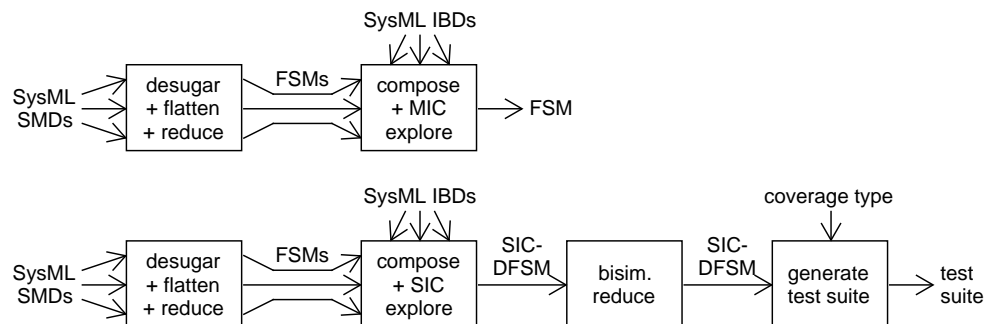 SysML IBDs
SysML
SMDs
desugar
+ flatten
+ reduce
FSMs
compose
+ MIC
explore
FSM
SysML IBDs
coverage type
SysML
SMDs
desugar
+ flatten
+ reduce
FSMs
compose
+ SIC
explore
SIC-
DFSM
bisim.
reduce
SIC-
DFSM
generate
test suite
test
suite